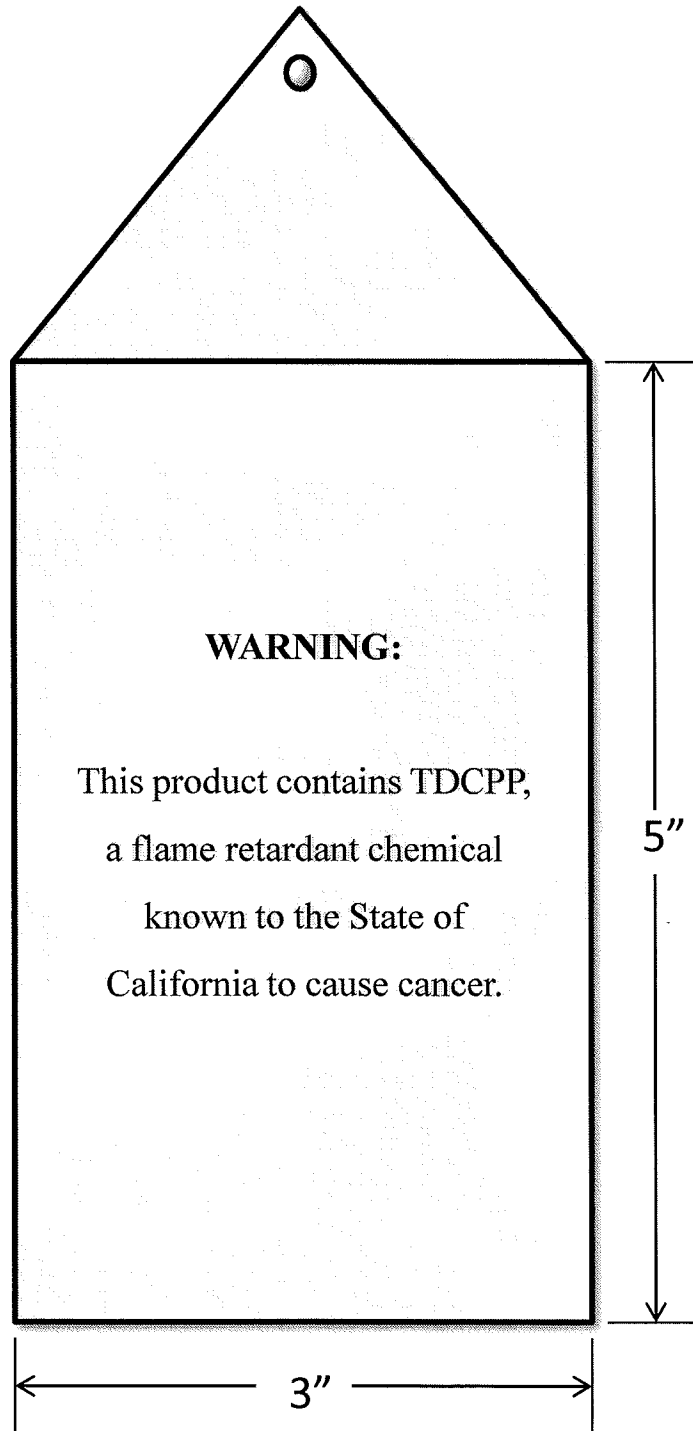 WARNING:
This product contains TDCPP,
a flame retardant chemical
known to the State of
California to cause cancer.
5”
3”